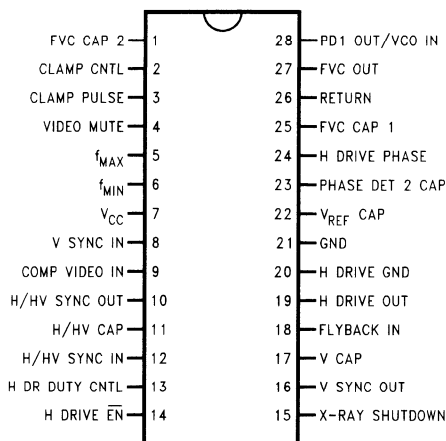 FVC CAP 2 1 28 PD1 OUT/VCO IN
CLAMP CNTL 2 27 FVC OUT
CLAMP PULSE 3 26 RETURN
VIDEO MUTE 4 25 FVC CAP 1
fMAX 5 24 H DRIVE PHASE
fMIN 6 23 PHASE DET 2 CAP
VCC 7 22 VREF CAP
V SYNC IN 8 21 GND
COMP VIDEO IN 9 20 H DRIVE GND
H/HV SYNC OUT 10 19 H DRIVE OUT
H/HV CAP 11 18 FLYBACK IN
H/HV SYNC IN 12 17 V CAP
H DR DUTY CNTL 13 16 V SYNC OUT
H DRIVE E̅N̅ 14 15 X-RAY SHUTDOWN